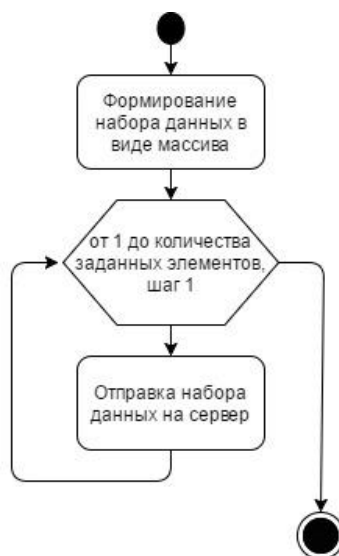 Формирование
набора данных в
виде массива
от 1 до количества
заданных элементов,
шаг 1
Отправка набора
данных на сервер